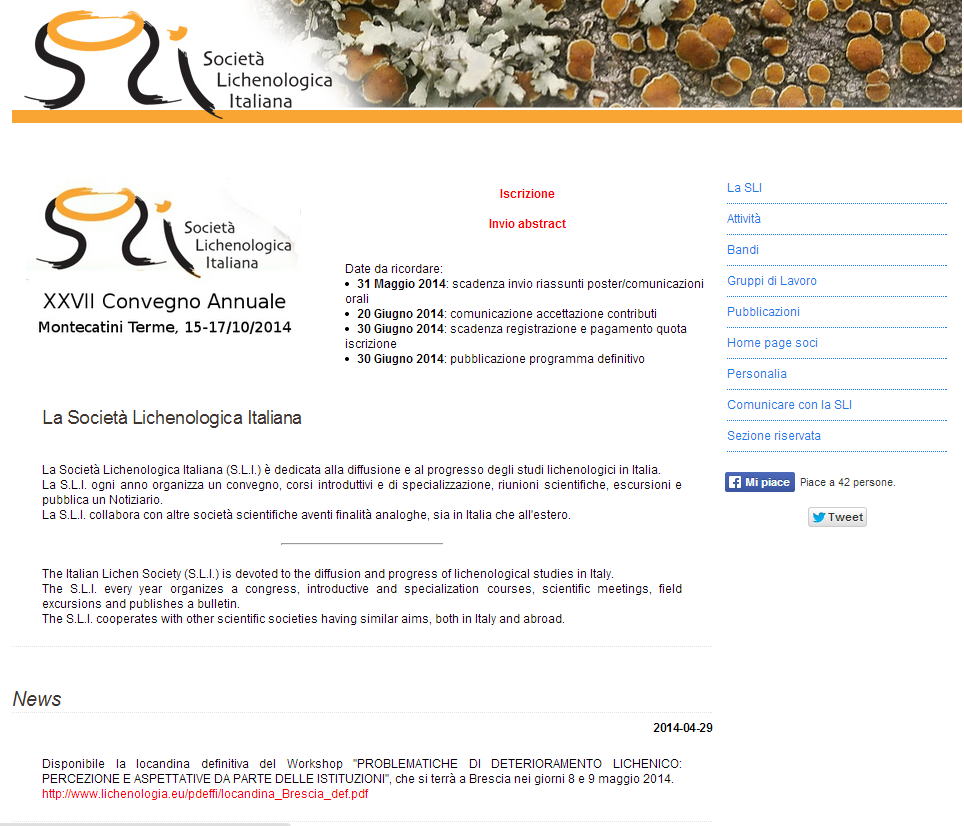 SLi
Società
Lichenologica
Italiana
SLi
Società
Lichenologica
Italiana
XXVII Convegno Annuale
Montecatini Terme, 15-17/10/2014
Iscrizione
Invio abstract
Date da ricordare:
• 31 Maggio 2014: scadenza invio riassunti poster/comunicazioni
orali
• 20 Giugno 2014: comunicazione accettazione contributi
• 30 Giugno 2014: scadenza registrazione e pagamento quota
iscrizione
• 30 Giugno 2014: pubblicazione programma definitivo
La SLI
Attività
Bandi
Gruppi di Lavoro
Pubblicazioni
Home page soci
Personalia
Comunicare con la SLI
Sezione riservata
Mi piace Piace a 42 persone.
Tweet
La Società Lichenologica Italiana
La Società Lichenologica Italiana (S.L.I.) è dedicata alla diffusione e al progresso degli studi lichenologici in Italia.
La S.L.I. ogni anno organizza un convegno, corsi introduttivi e di specializzazione, riunioni scientifiche, escursioni e
pubblica un Notiziario.
La S.L.I. collabora con altre società scientifiche aventi finalità analoghe, sia in Italia che all'estero.
The Italian Lichen Society (S.L.I.) is devoted to the diffusion and progress of lichenological studies in Italy.
The S.L.I. every year organizes a congress, introductive and specialization courses, scientific meetings, field
excursions and publishes a bulletin.
The S.L.I. cooperates with other scientific societies having similar aims, both in Italy and abroad.
News
2014-04-29
Disponibile la locandina definitiva del Workshop "PROBLEMATICHE DI DETERIORAMENTO LICHENICO:
PERCEZIONE E ASPETTATIVE DA PARTE DELLE ISTITUZIONI", che si terrà a Brescia nei giorni 8 e 9 maggio 2014.
http://www.lichenologia.eu/pdeffi/locandina_Brescia_def.pdf